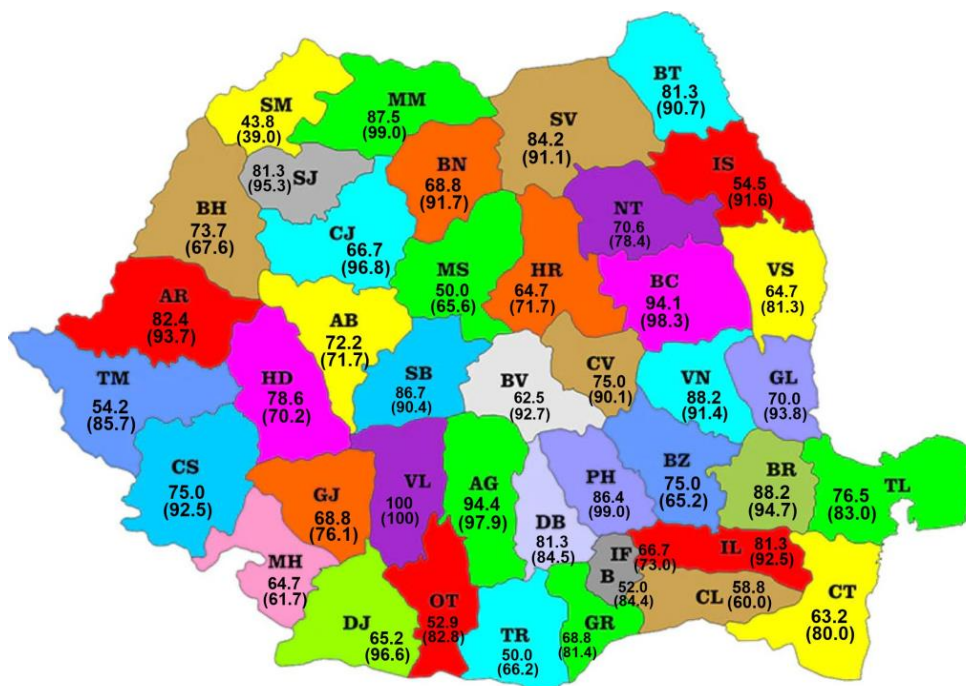 BT
81.3
(90.7)
SM
43.8
(39.0)
MM
87.5
(99.0)
SV
84.2
(91.1)
IS
54.5
(91.6)
81.3
(95.3)
SJ
BN
68.8
(91.7)
NT
70.6
(78.4)
BH
73.7
(67.6)
CJ
66.7
(96.8)
MS
50.0
(65.6)
HR
64.7
(71.7)
BC
94.1
(98.3)
VS
64.7
(81.3)
AR
82.4
(93.7)
AB
72.2
(71.7)
TM
54.2
(85.7)
HD
78.6
(70.2)
SB
86.7
(90.4)
BV
62.5
(92.7)
CV
75.0
(90.1)
VN
88.2
(91.4)
GL
70.0
(93.8)
CS
75.0
(92.5)
GJ
68.8
(76.1)
VL
100
(100)
AG
94.4
(97.9)
DB
81.3
(84.5)
PH
86.4
(99.0)
BZ
75.0
(65.2)
BR
88.2
(94.7)
TL
76.5
(83.0)
MH
64.7
(61.7)
DJ
65.2
(96.6)
OT
52.9
(82.8)
TR
50.0
(66.2)
GR
68.8
(81.4)
IF
66.7
(73.0)
B
52.0
(84.4)
IL
81.3
(92.5)
CL
58.8
(60.0)
CT
63.2
(80.0)